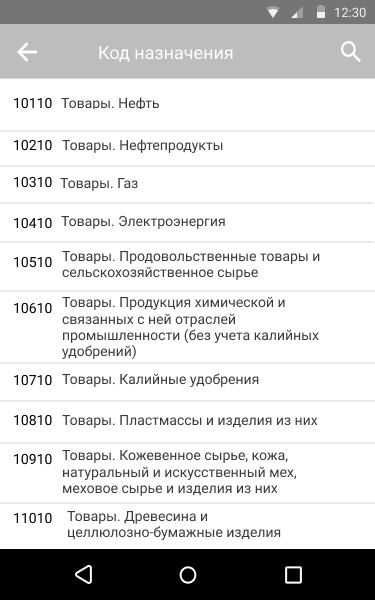 12:30
Код назначения
10110 Товары. Нефть
10210 Товары. Нефтепродукты
10310 Товары. Газ
10410 Товары. Электроэнергия
10510 Товары. Продовольственные товары и
сельскохозяйственное сырье
10610 Товары. Продукция химической и
связанных с ней отраслей
промышленности (без учета калийных
удобрений)
10710 Товары. Калийные удобрения
10810 Товары. Пластмассы и изделия из них
10910 Товары. Кожевенное сырье, кожа,
натуральный и искусственный мех,
меховое сырье и изделия из них
11010 Товары. Древесина и
целлюлозно-бумажные изделия